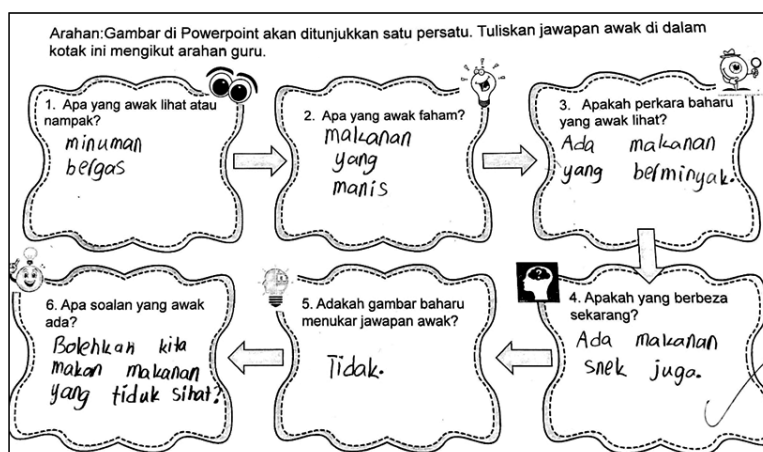 Arahan:Gambar di Powerpoint akan ditunjukkan satu persatu. Tuliskan jawapan awak di dalam
kotak ini mengikut arahan guru.
1. Apa yang awak lihat atau
nampak?
minuman
bergas
2. Apa yang awak faham?
makanan
yang
manis
3. Apakah perkara baharu
yang awak lihat?
Ada makanan
yang berminyak.
4. Apakah yang berbeza
sekarang?
Ada makanan
snek juga.
5. Adakah gambar baharu
menukar jawapan awak?
Tidak.
6. Apa soalan yang awak
ada?
Bolehkah kita
makan makanan
yang tidak sihat?